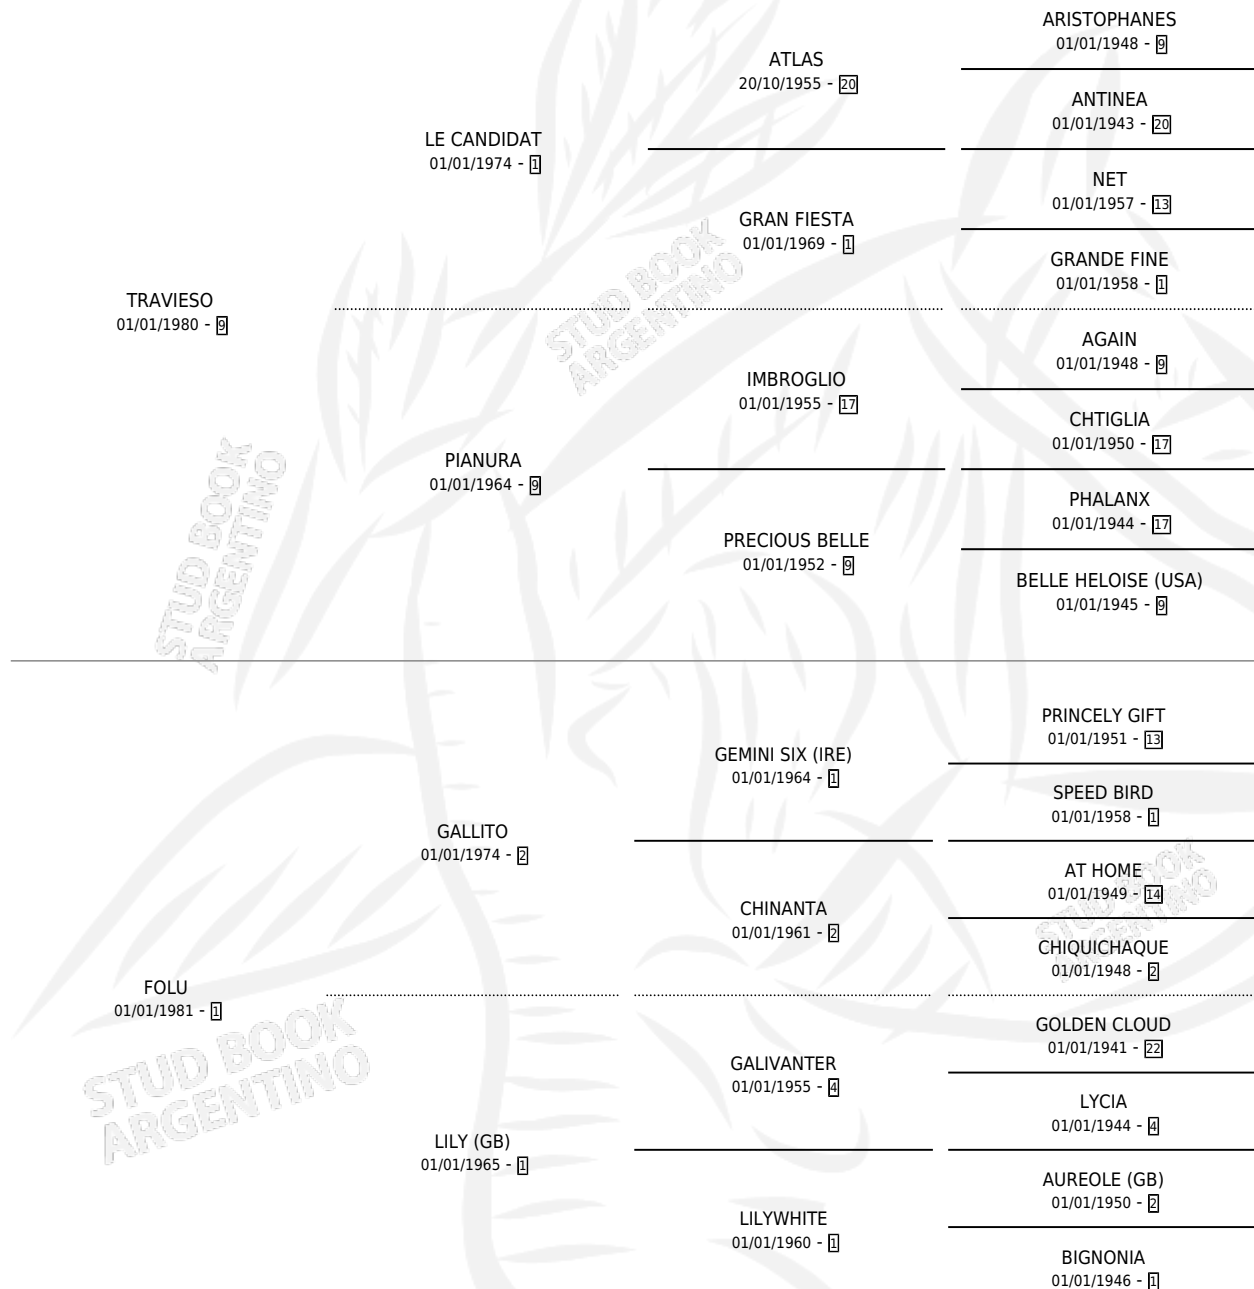 TRAVIESO
01/01/1980 - 9
LE CANDIDAT
01/01/1974 - 1
ATLAS
20/10/1955 - 20
ARISTOPHANES
01/01/1948 - 9
ANTINEA
01/01/1943 - 20
GRAN FIESTA
01/01/1969 - 1
NET
01/01/1957 - 13
GRANDE FINE
01/01/1958 - 1
PIANURA
01/01/1964 - 9
IMBROGLIO
01/01/1955 - 17
AGAIN
01/01/1948 - 9
CHTIGLIA
01/01/1950 - 17
PRECIOUS BELLE
01/01/1952 - 9
PHALANX
01/01/1944 - 17
BELLE HELOISE (USA)
01/01/1945 - 9
FOLU
01/01/1981 - 1
GALLITO
01/01/1974 - 2
GEMINI SIX (IRE)
01/01/1964 - 1
PRINCELY GIFT
01/01/1951 - 13
SPEED BIRD
01/01/1958 - 1
CHINANTA
01/01/1961 - 2
AT HOME
01/01/1949 - 14
CHIQUICHAQUE
01/01/1948 - 2
LILY (GB)
01/01/1965 - 1
GALIVANTER
01/01/1955 - 4
GOLDEN CLOUD
01/01/1941 - 22
LYCIA
01/01/1944 - 4
LILYWHITE
01/01/1960 - 1
AUREOLE (GB)
01/01/1950 - 2
BIGNONIA
01/01/1946 - 1
STUD BOOK
ARGENTINO
STUD BOOK
ARGENTINO
STUD BOOK
ARGENTINO
STUD BOOK
ARGENTINO